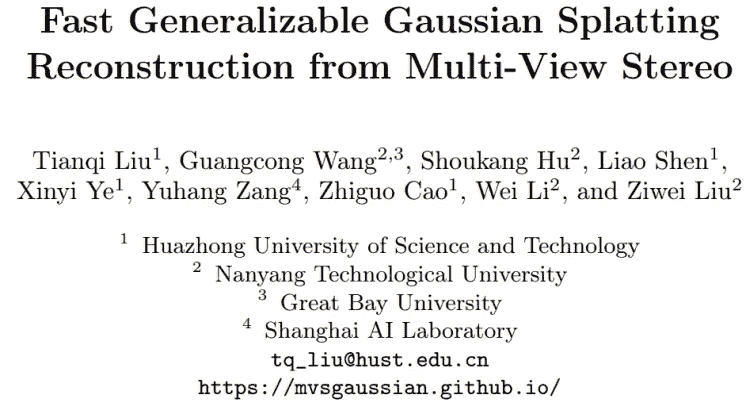 Fast Generalizable Gaussian Splatting
Reconstruction from Multi-View Stereo
Tianqi Liu¹, Guangcong Wang²,³, Shoukang Hu², Liao Shen¹,
Xinyi Ye¹, Yuhang Zang⁴, Zhiguo Cao¹, Wei Li², and Ziwei Liu²
¹ Huazhong University of Science and Technology
² Nanyang Technological University
³ Great Bay University
⁴ Shanghai AI Laboratory
tq_liu@hust.edu.cn
https://mvsgaussian.github.io/